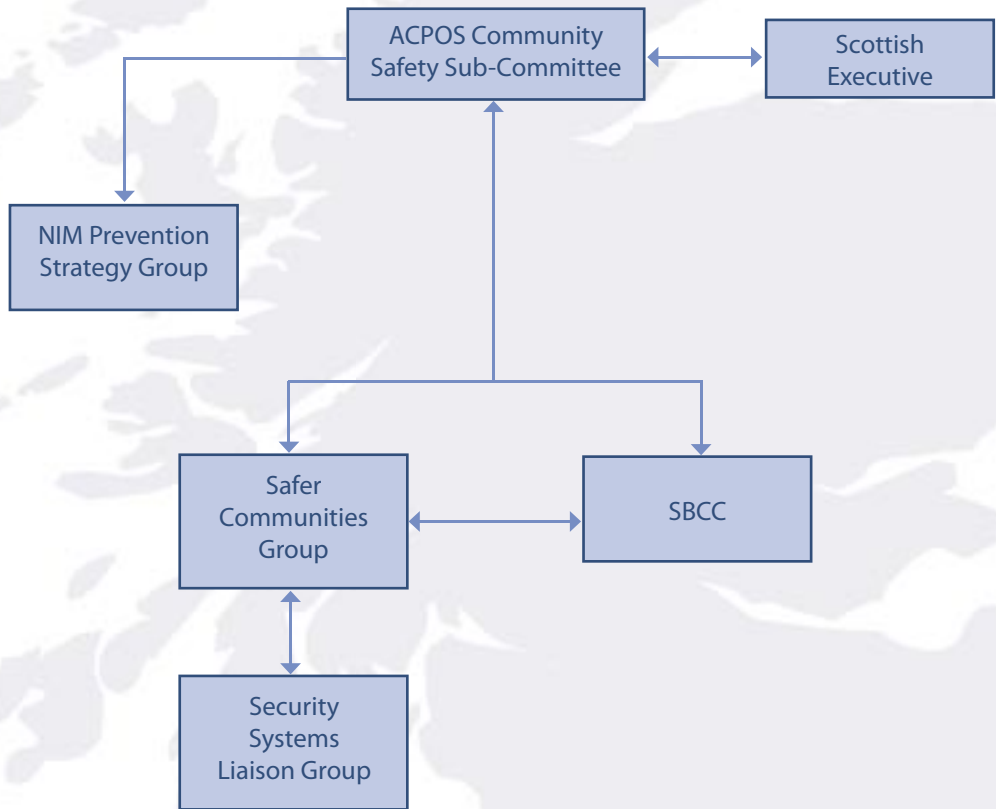 ACPOS Community
Safety Sub-Committee
Scottish
Executive
NIM Prevention
Strategy Group
Safer
Communities
Group
SBCC
Security
Systems
Liaison Group